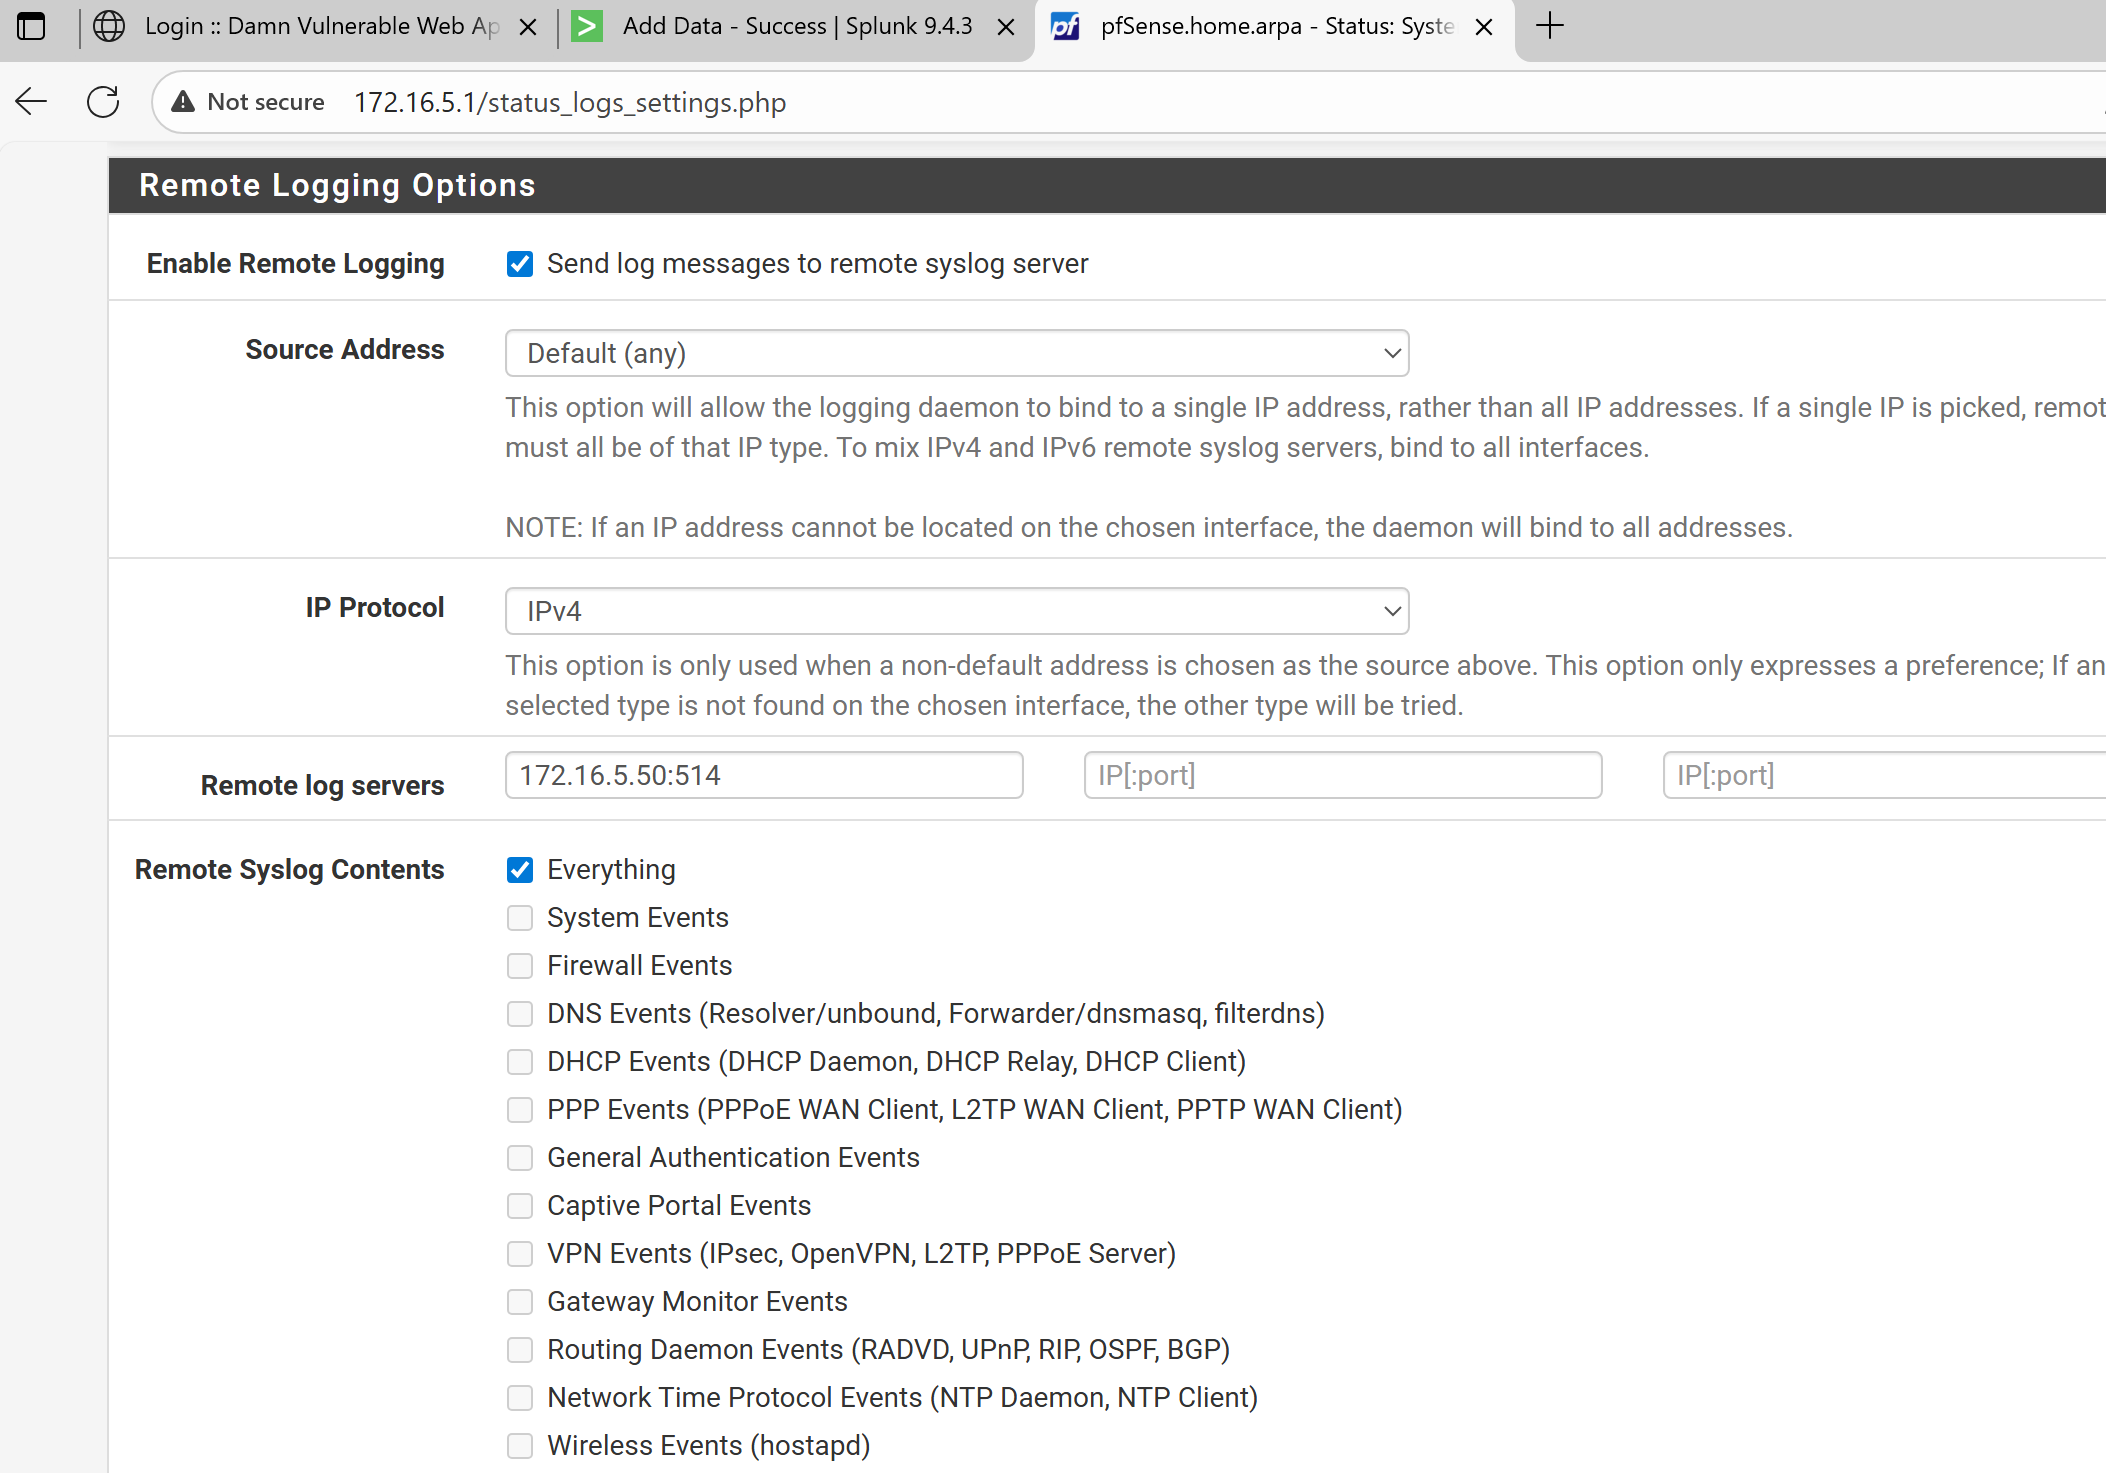 Login :: Damn Vulnerable Web Ap
Add Data - Success | Splunk 9.4.3
pf pfSense.home.arpa - Status: Syste
Not secure 172.16.5.1/status_logs_settings.php
Remote Logging Options
Enable Remote Logging Send log messages to remote syslog server
Source Address Default (any)
This option will allow the logging daemon to bind to a single IP address, rather than all IP addresses. If a single IP is picked, remot
must all be of that IP type. To mix IPv4 and IPv6 remote syslog servers, bind to all interfaces.
NOTE: If an IP address cannot be located on the chosen interface, the daemon will bind to all addresses.
IP Protocol IPv4
This option is only used when a non-default address is chosen as the source above. This option only expresses a preference; If an
selected type is not found on the chosen interface, the other type will be tried.
Remote log servers 172.16.5.50:514 IP[:port] IP[:port]
Remote Syslog Contents Everything
System Events
Firewall Events
DNS Events (Resolver/unbound, Forwarder/dnsmasq, filterdns)
DHCP Events (DHCP Daemon, DHCP Relay, DHCP Client)
PPP Events (PPPoE WAN Client, L2TP WAN Client, PPTP WAN Client)
General Authentication Events
Captive Portal Events
VPN Events (IPsec, OpenVPN, L2TP, PPPoE Server)
Gateway Monitor Events
Routing Daemon Events (RADVD, UPnP, RIP, OSPF, BGP)
Network Time Protocol Events (NTP Daemon, NTP Client)
Wireless Events (hostapd)